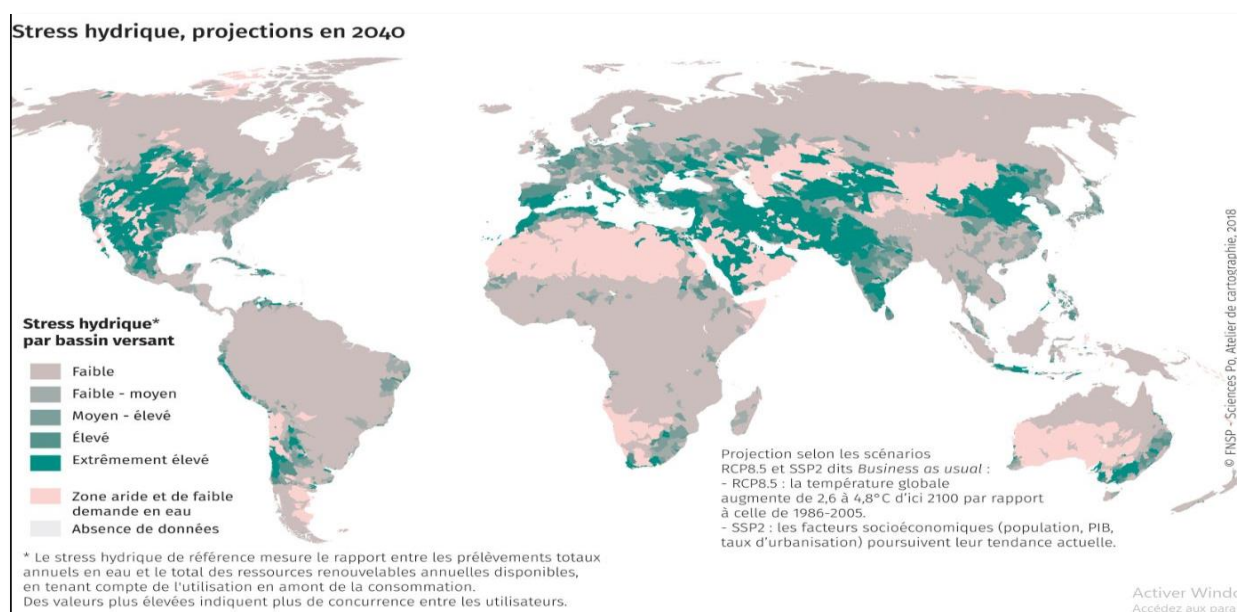 Stress hydrique, projections en 2040
Stress hydrique*
par bassin versant
Faible
Faible - moyen
Moyen - élevé
Élevé
Extrêmement élevé
Zone aride et de faible
demande en eau
Absence de données
* Le stress hydrique de référence mesure le rapport entre les prélèvements totaux
annuels en eau et le total des ressources renouvelables annuelles disponibles,
en tenant compte de l'utilisation en amont de la consommation.
Des valeurs plus élevées indiquent plus de concurrence entre les utilisateurs.
Projection selon les scénarios
RCP8.5 et SSP2 dits Business as usual :
- RCP8.5 : la température globale
augmente de 2,6 à 4,8°C d'ici 2100 par rapport
à celle de 1986-2005.
- SSP2 : les facteurs socioéconomiques (population, PIB,
taux d'urbanisation) poursuivent leur tendance actuelle.
© FNSP - Sciences Po, Atelier de cartographie, 2018
Activer Windo
Accédez aux para